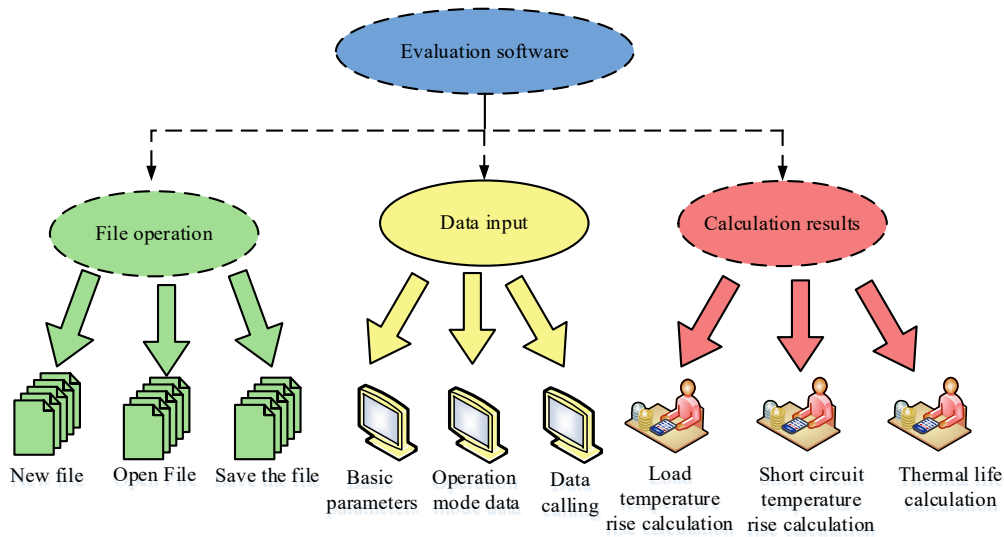 Evaluation software
File operation
Data input
Calculation results
New file
Open File
Save the file
Basic
parameters
Operation
mode data
Data
calling
Load
temperature
rise calculation
Short circuit
temperature
rise calculation
Thermal life
calculation